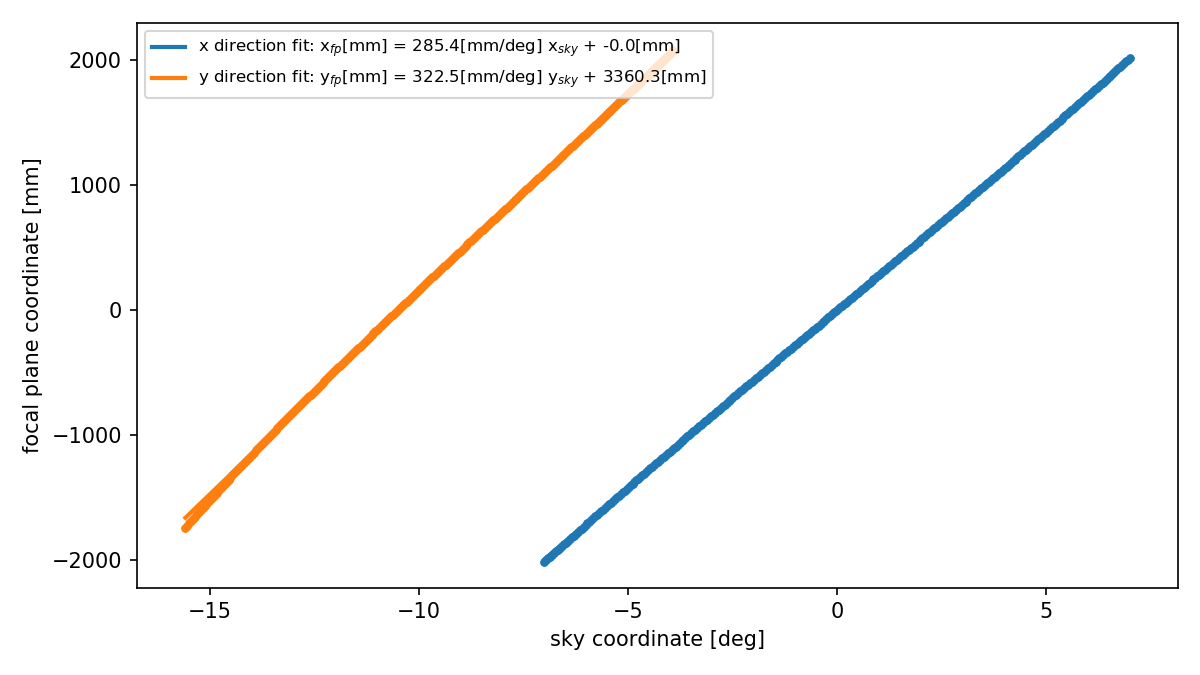 x direction fit: x_fp[mm] = 285.4[mm/deg] x_sky + -0.0[mm]
y direction fit: y_fp[mm] = 322.5[mm/deg] y_sky + 3360.3[mm]
focal plane coordinate [mm]
2000
1000
0
−1000
−2000
−15 −10 −5 0 5
sky coordinate [deg]